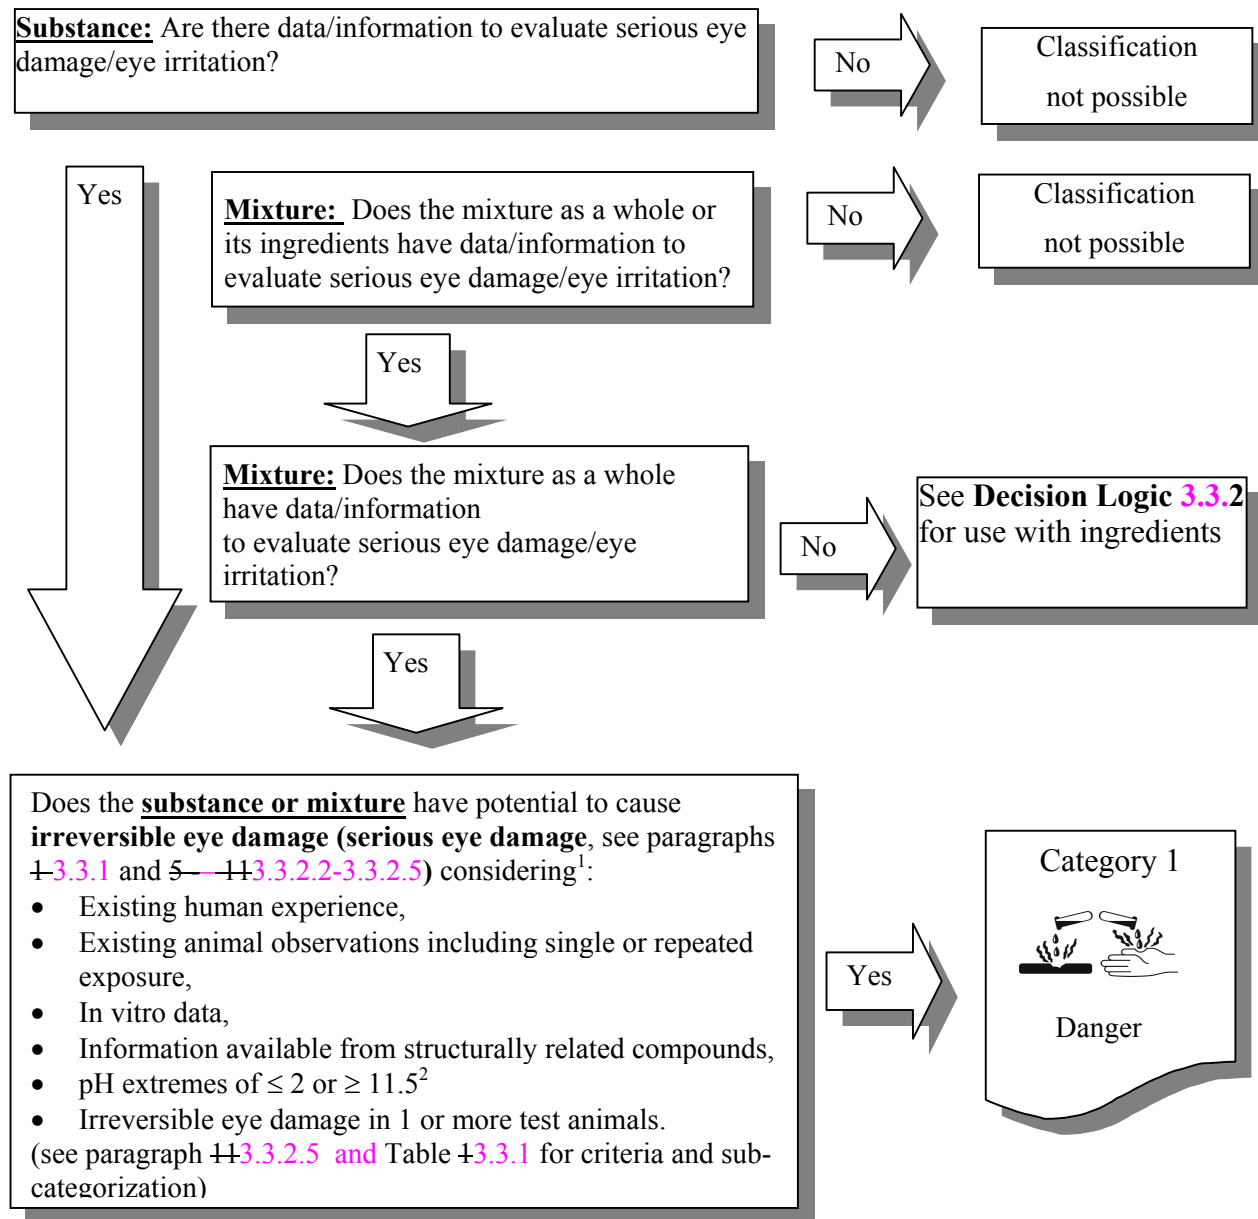 Substance: Are there data/information to evaluate serious eye
damage/eye irritation?
No
Classification
not possible
Yes
Mixture: Does the mixture as a whole or
its ingredients have data/information to
evaluate serious eye damage/eye irritation?
No
Classification
not possible
Yes
Mixture: Does the mixture as a whole
have data/information
to evaluate serious eye damage/eye
irritation?
No
See Decision Logic 3.3.2
for use with ingredients
Yes
Does the substance or mixture have potential to cause
irreversible eye damage (serious eye damage, see paragraphs
1 3.3.1 and 5 - 113.3.2.2-3.3.2.5) considering1:
• Existing human experience,
• Existing animal observations including single or repeated
exposure,
• In vitro data,
• Information available from structurally related compounds,
• pH extremes of ≤ 2 or ≥ 11.52
• Irreversible eye damage in 1 or more test animals.
(see paragraph 113.3.2.5 and Table 13.3.1 for criteria and sub-
categorization)
Yes
Category 1
Danger